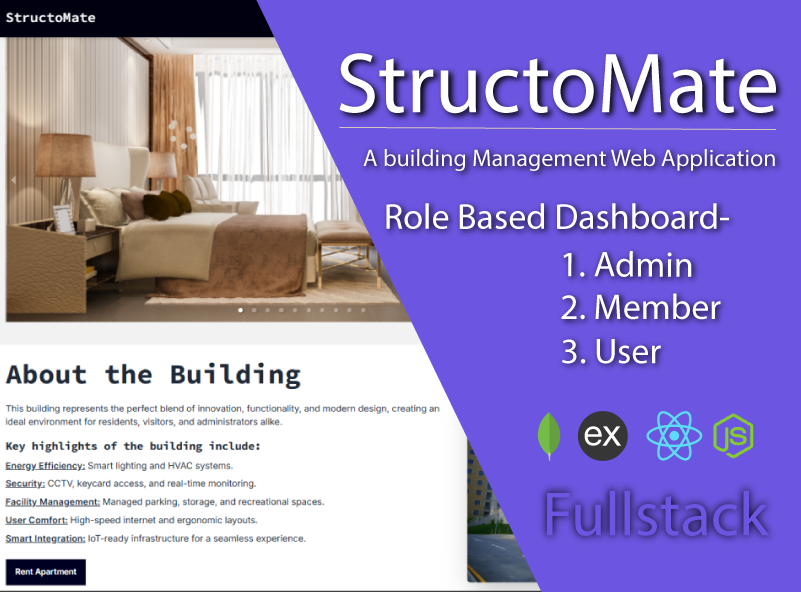 StructoMate
StructoMate
A building Management Web Application
Role Based Dashboard-
1. Admin
2. Member
3. User
About the Building
This building represents the perfect blend of innovation, functionality, and modern design, creating an
ideal environment for residents, visitors, and administrators alike.
Key highlights of the building include:
Energy Efficiency: Smart lighting and HVAC systems.
Security: CCTV, keycard access, and real-time monitoring.
Facility Management: Managed parking, storage, and recreational spaces.
User Comfort: High-speed internet and ergonomic layouts.
Smart Integration: IoT-ready infrastructure for a seamless experience.
Rent Apartment
ex
JS
Fullstack